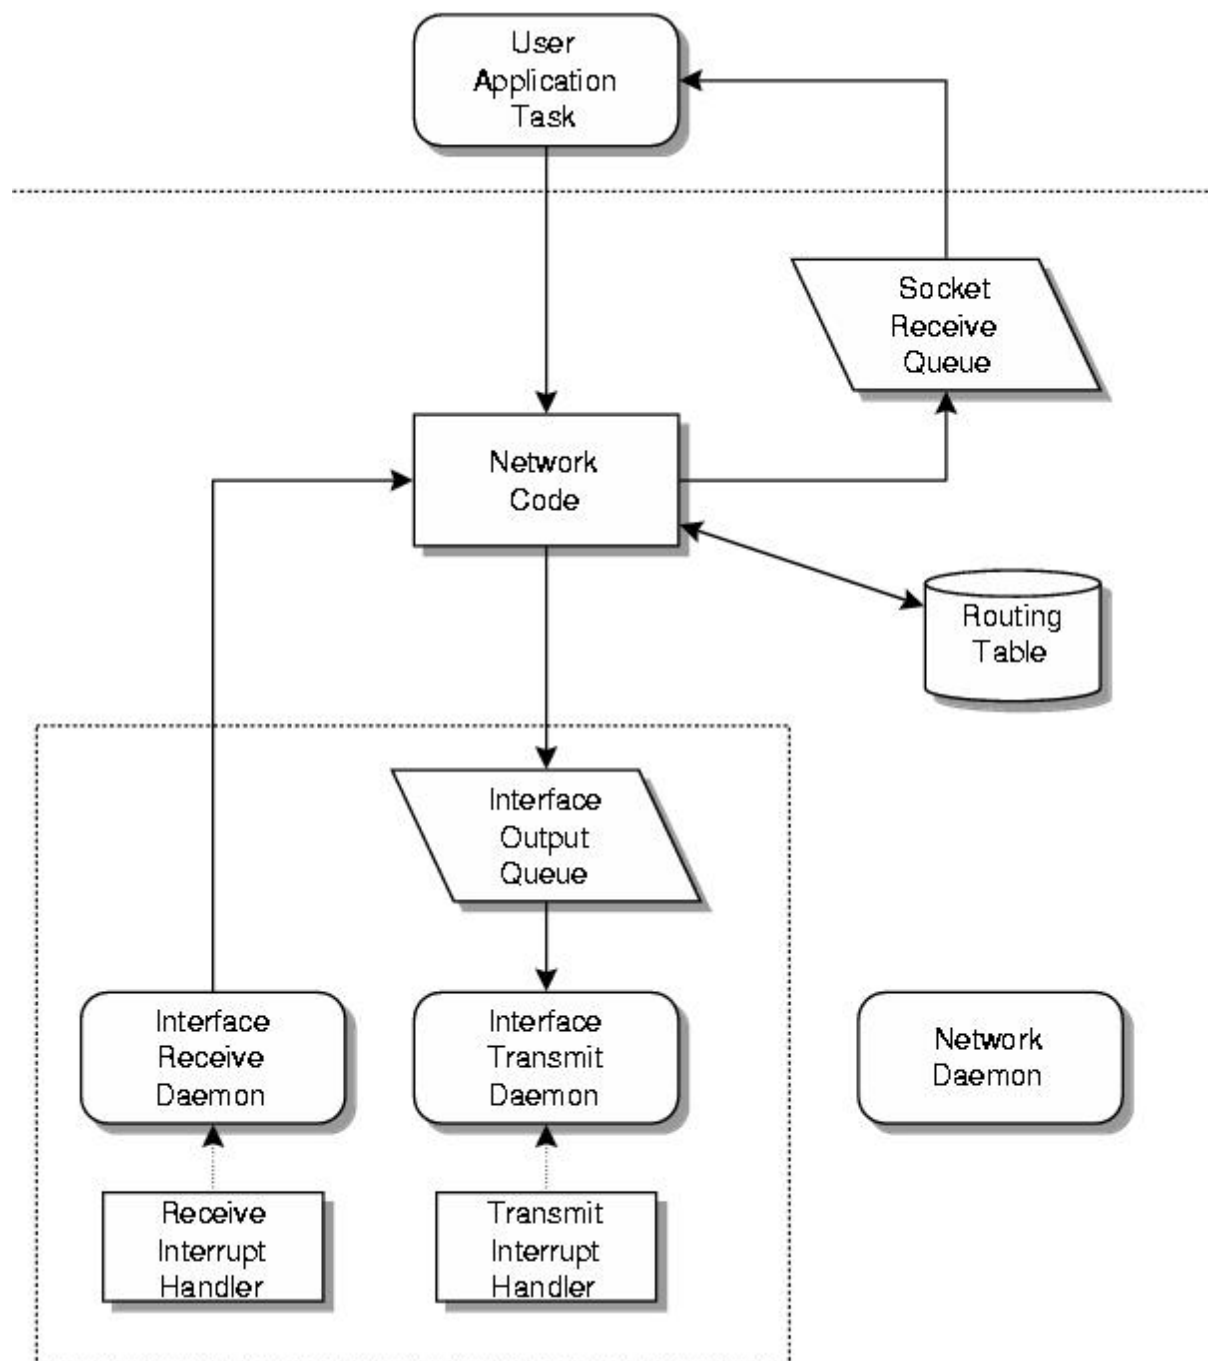 User
Application
Task
Socket
Receive
Queue
Network
Code
Routing
Table
Interface
Output
Queue
Interface
Receive
Daemon
Interface
Transmit
Daemon
Network
Daemon
Receive
Interrupt
Handler
Transmit
Interrupt
Handler